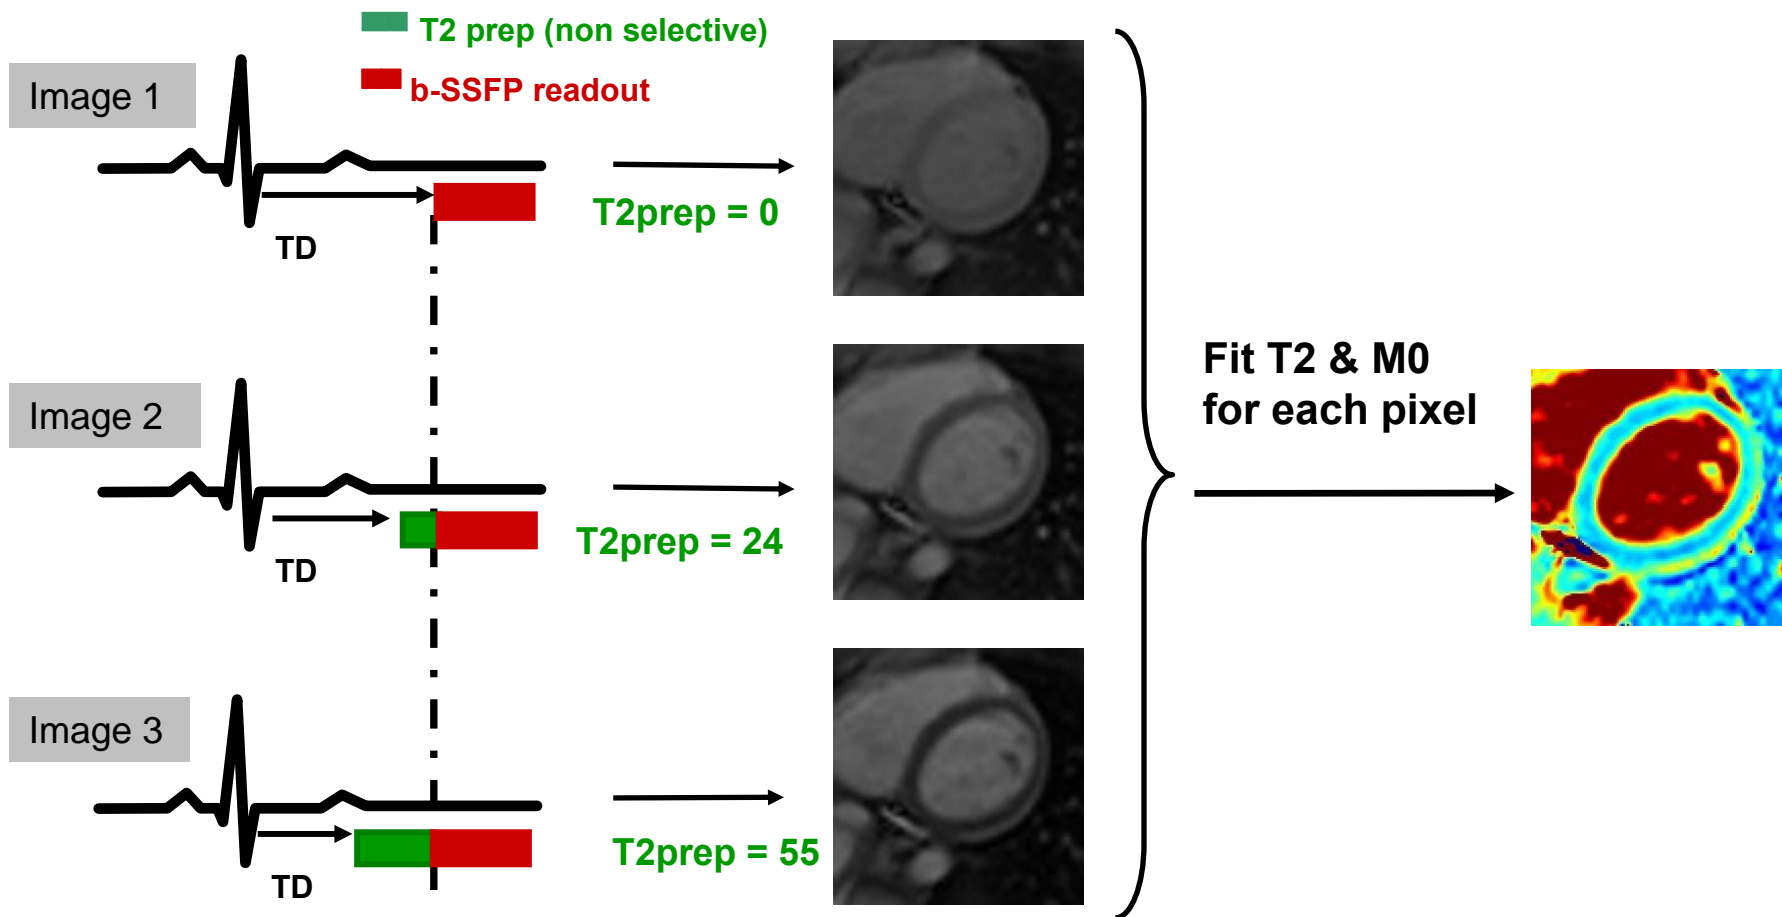 T2 prep (non selective)
b-SSFP readout
Image 1
TD
T2prep = 0
Image 2
TD
T2prep = 24
Image 3
TD
T2prep = 55
Fit T2 & M0
for each pixel